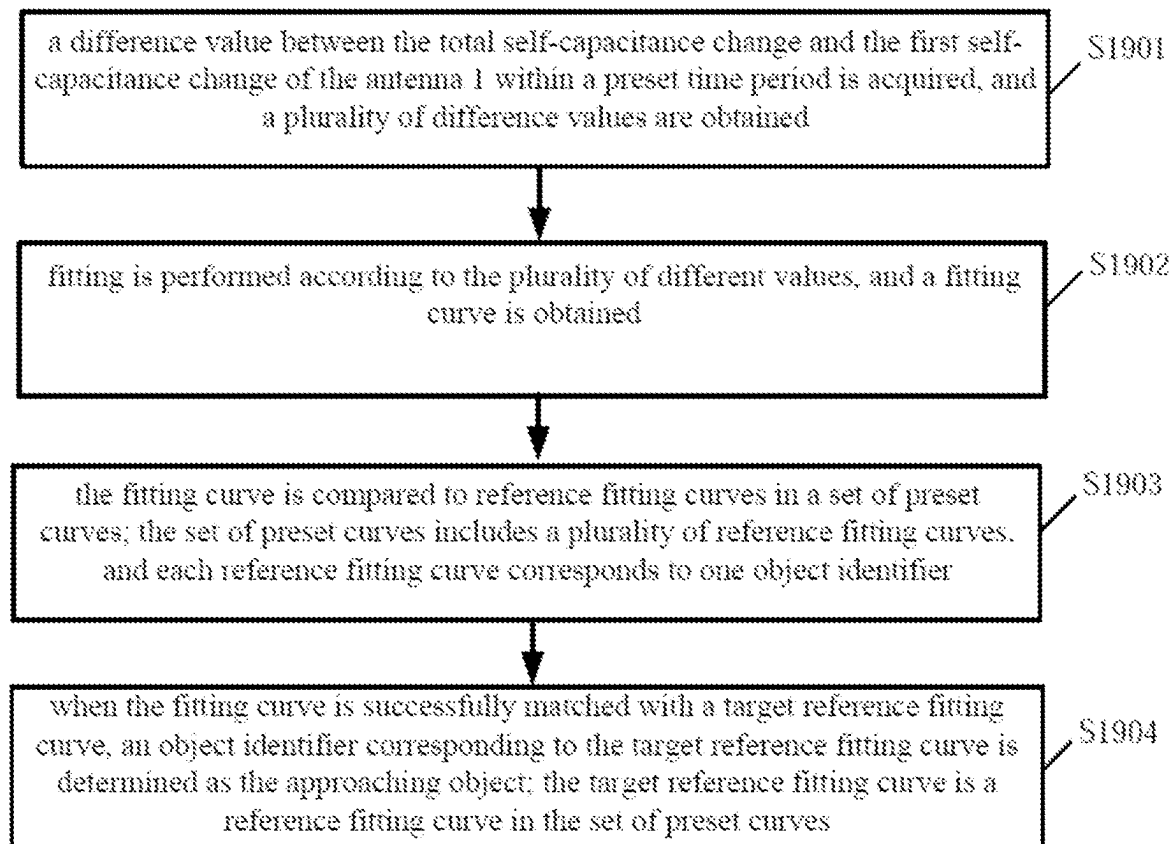 a difference value between the total self-capacitance change and the first self-
capacitance change of the antenna 1 within a preset time period is acquired, and
a plurality of difference values are obtained
S1901
fitting is performed according to the plurality of different values, and a fitting
curve is obtained
S1902
the fitting curve is compared to reference fitting curves in a set of preset
curves; the set of preset curves includes a plurality of reference fitting curves.
and each reference fitting curve corresponds to one object identifier
S1903
when the fitting curve is successfully matched with a target reference fitting
curve, an object identifier corresponding to the target reference fitting curve is
determined as the approaching object; the target reference fitting curve is a
reference fitting curve in the set of preset curves
S1904